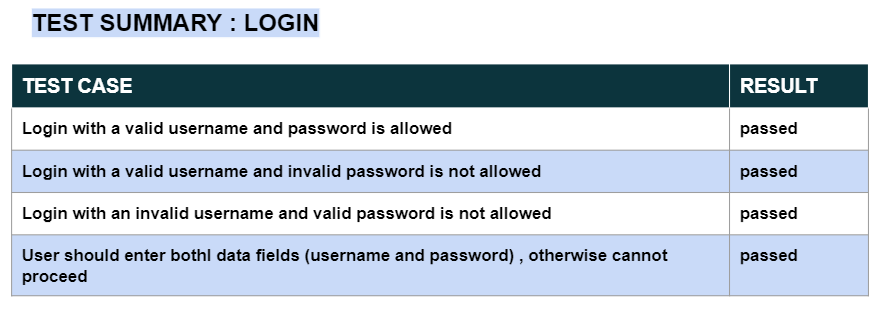 TEST SUMMARY : LOGIN
TEST CASE RESULT
Login with a valid username and password is allowed passed
Login with a valid username and invalid password is not allowed passed
Login with an invalid username and valid password is not allowed passed
User should enter bothl data fields (username and password) , otherwise cannot passed
proceed